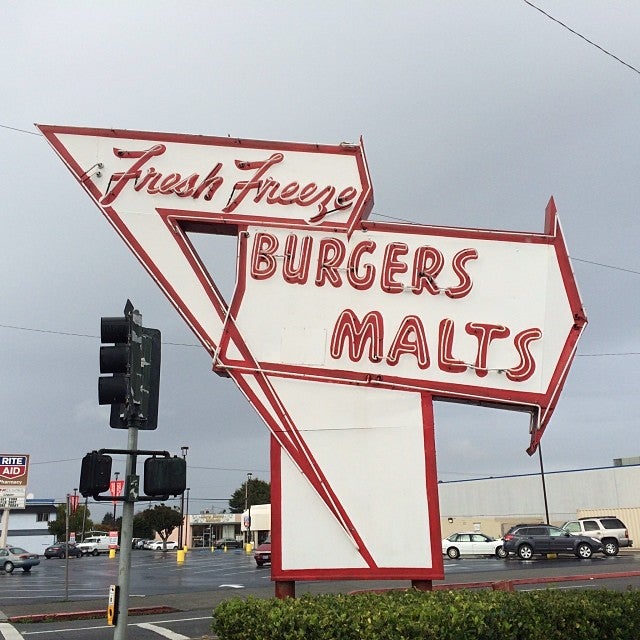 Fresh Freeze
BURGERS
MALTS
RITE
AID
Pharmacy